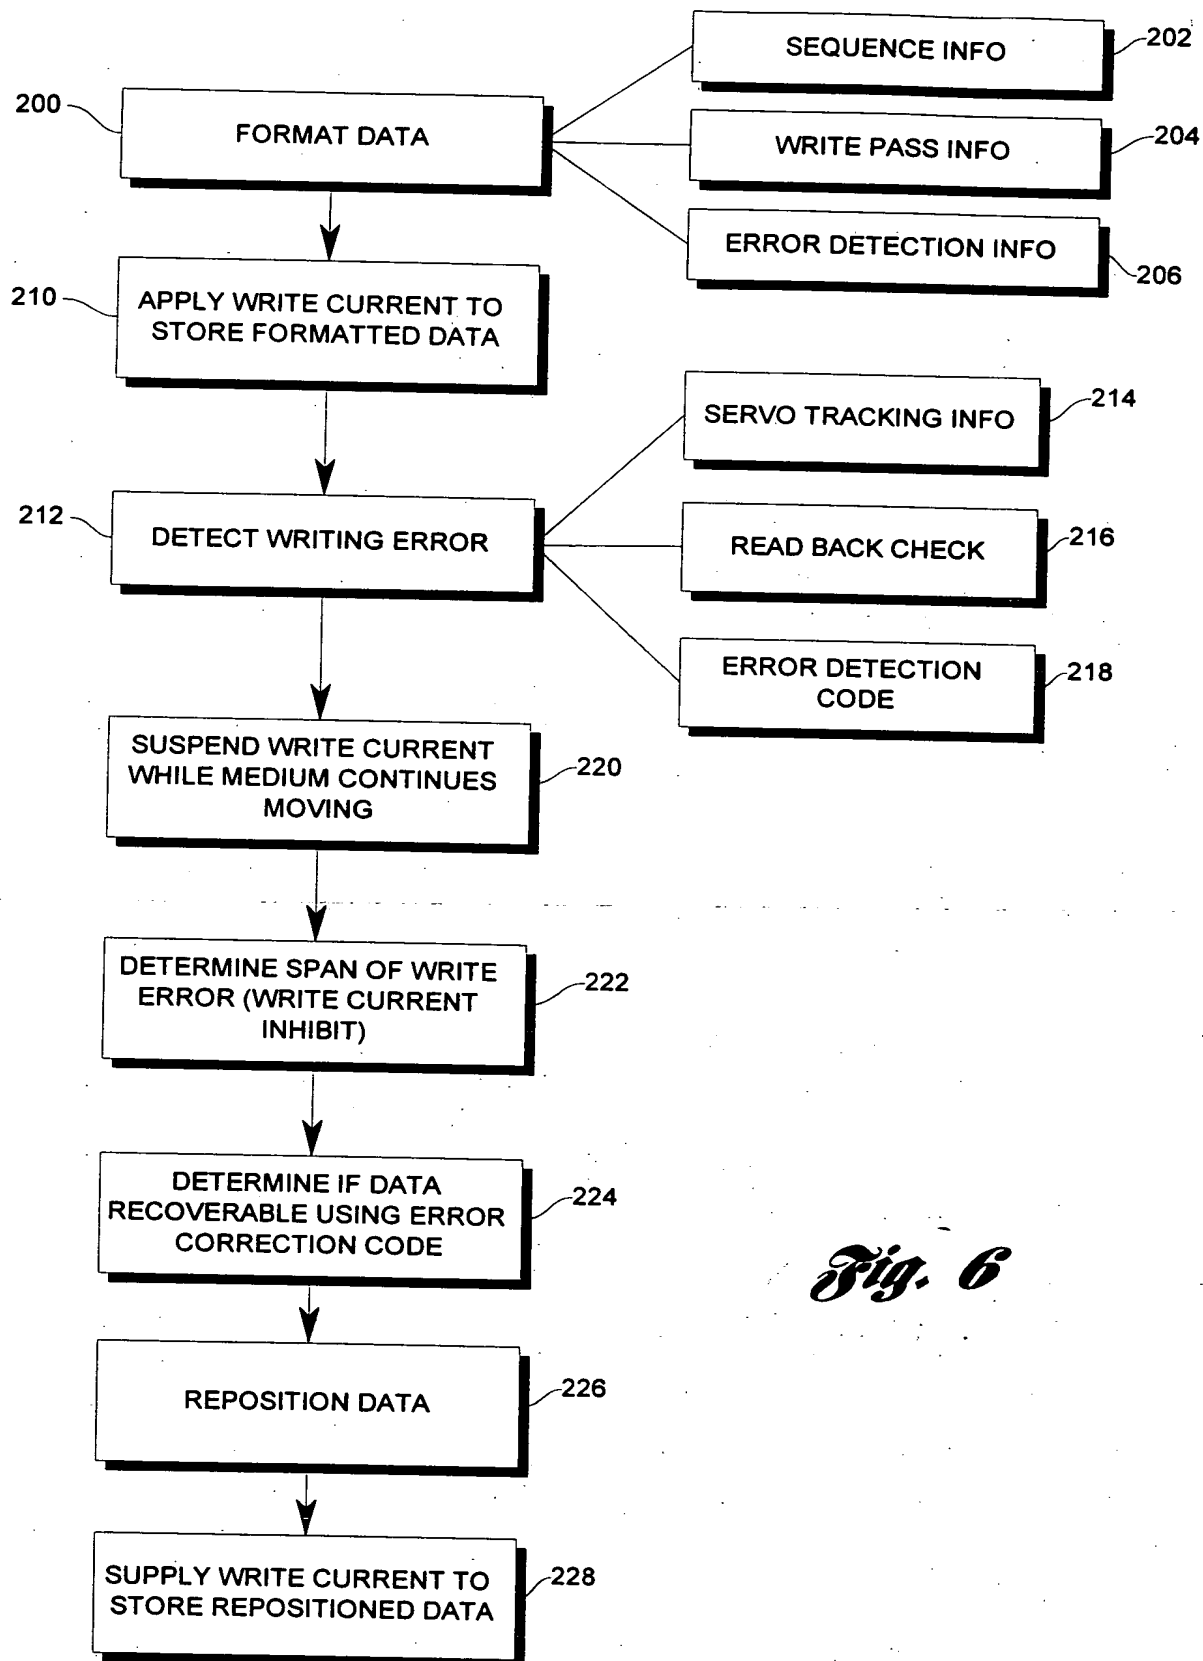 SEQUENCE INFO
202
200
FORMAT DATA
WRITE PASS INFO
204
ERROR DETECTION INFO
206
210
APPLY WRITE CURRENT TO
STORE FORMATTED DATA
SERVO TRACKING INFO
214
212
DETECT WRITING ERROR
READ BACK CHECK
216
ERROR DETECTION
CODE
218
SUSPEND WRITE CURRENT
WHILE MEDIUM CONTINUES
MOVING
220
DETERMINE SPAN OF WRITE
ERROR (WRITE CURRENT
INHIBIT)
222
DETERMINE IF DATA
RECOVERABLE USING ERROR
CORRECTION CODE
224
Fig. 6
REPOSITION DATA
226
SUPPLY WRITE CURRENT TO
STORE REPOSITIONED DATA
228